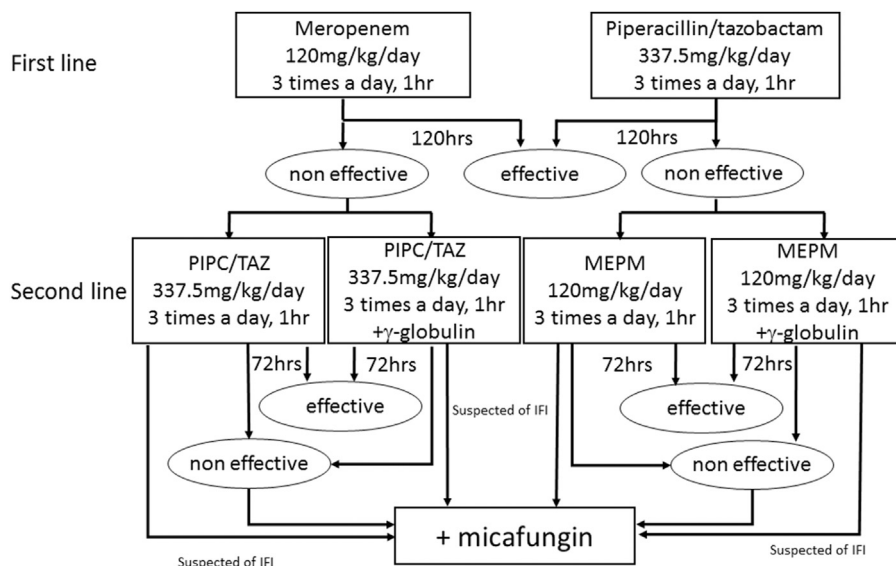 First line
Meropenem
120mg/kg/day
3 times a day, 1hr
Piperacillin/tazobactam
337.5mg/kg/day
3 times a day, 1hr
120hrs
120hrs
non effective
effective
non effective
Second line
PIPC/TAZ
337.5mg/kg/day
3 times a day, 1hr
PIPC/TAZ
337.5mg/kg/day
3 times a day, 1hr
+γ-globulin
MEPM
120mg/kg/day
3 times a day, 1hr
MEPM
120mg/kg/day
3 times a day, 1hr
+γ-globulin
72hrs
72hrs
72hrs
72hrs
effective
Suspected of IFI
effective
non effective
non effective
+ micafungin
Suspected of IFI
Suspected of IFI